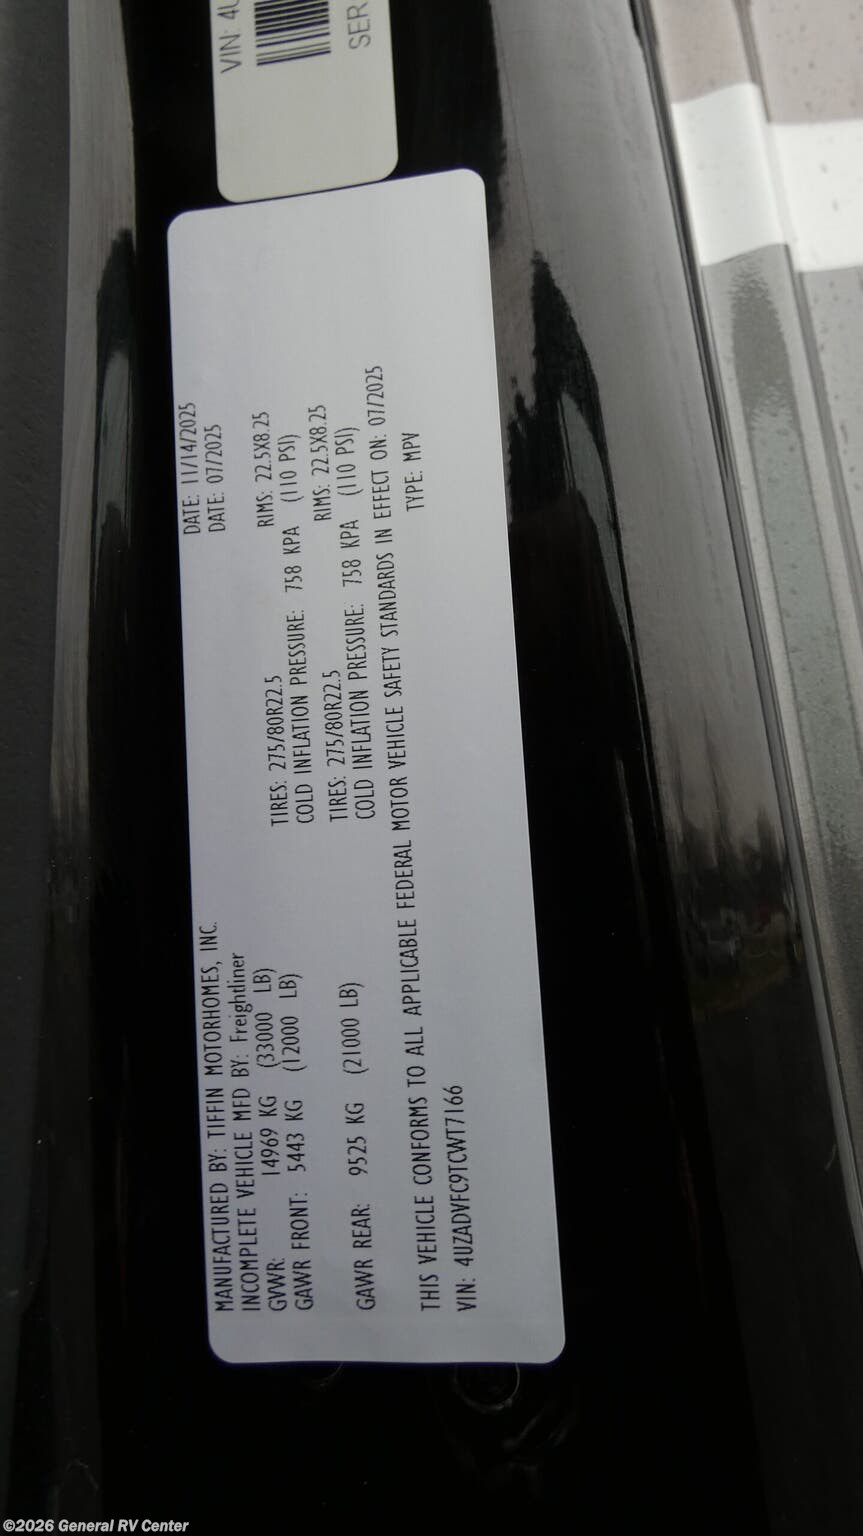 VIN: 4U
SER
MANUFACTURED BY: TIFFIN MOTORHOMES, INC. DATE: 11/14/2025
INCOMPLETE VEHICLE MFD BY: Freightliner DATE: 07/2025
GVWR: 14969 KG (33000 LB)
GAWR FRONT: 5443 KG (12000 LB) TIRES: 275/80R22.5 RIMS: 22.5X8.25
COLD INFLATION PRESSURE: 758 KPA (110 PSI)
GAWR REAR: 9525 KG (21000 LB) TIRES: 275/80R22.5 RIMS: 22.5X8.25
COLD INFLATION PRESSURE: 758 KPA (110 PSI)
THIS VEHICLE CONFORMS TO ALL APPLICABLE FEDERAL MOTOR VEHICLE SAFETY STANDARDS IN EFFECT ON: 07/2025
VIN: 4UZADVFC9TCWT7166 TYPE: MPV
©2026 General RV Center